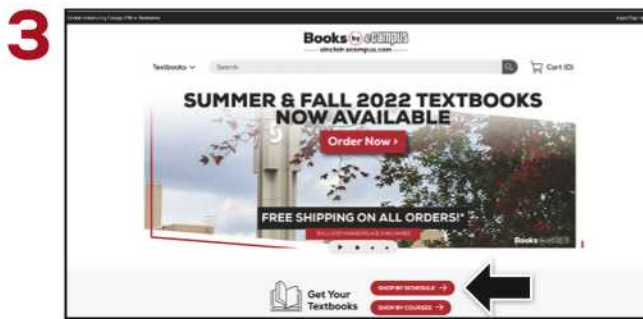 3
Books by eCampus
sinclair.ecampus.com
Textbooks
Search
Cart (0)
SUMMER & FALL 2022 TEXTBOOKS
NOW AVAILABLE
Order Now >
FREE SHIPPING ON ALL ORDERS!*
Books
Get Your
Textbooks
SHOP BY SCHEDULE →
SHOP BY COURSES →